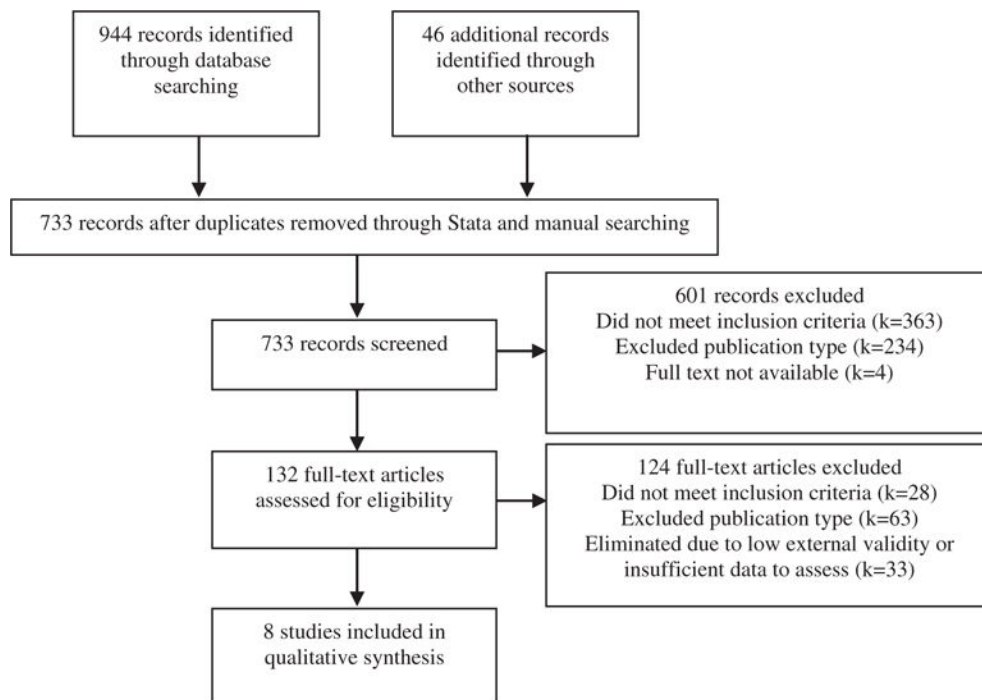 944 records identified
through database
searching
46 additional records
identified through
other sources
733 records after duplicates removed through Stata and manual searching
733 records screened
601 records excluded
Did not meet inclusion criteria (k=363)
Excluded publication type (k=234)
Full text not available (k=4)
132 full-text articles
assessed for eligibility
124 full-text articles excluded
Did not meet inclusion criteria (k=28)
Excluded publication type (k=63)
Eliminated due to low external validity or
insufficient data to assess (k=33)
8 studies included in
qualitative synthesis